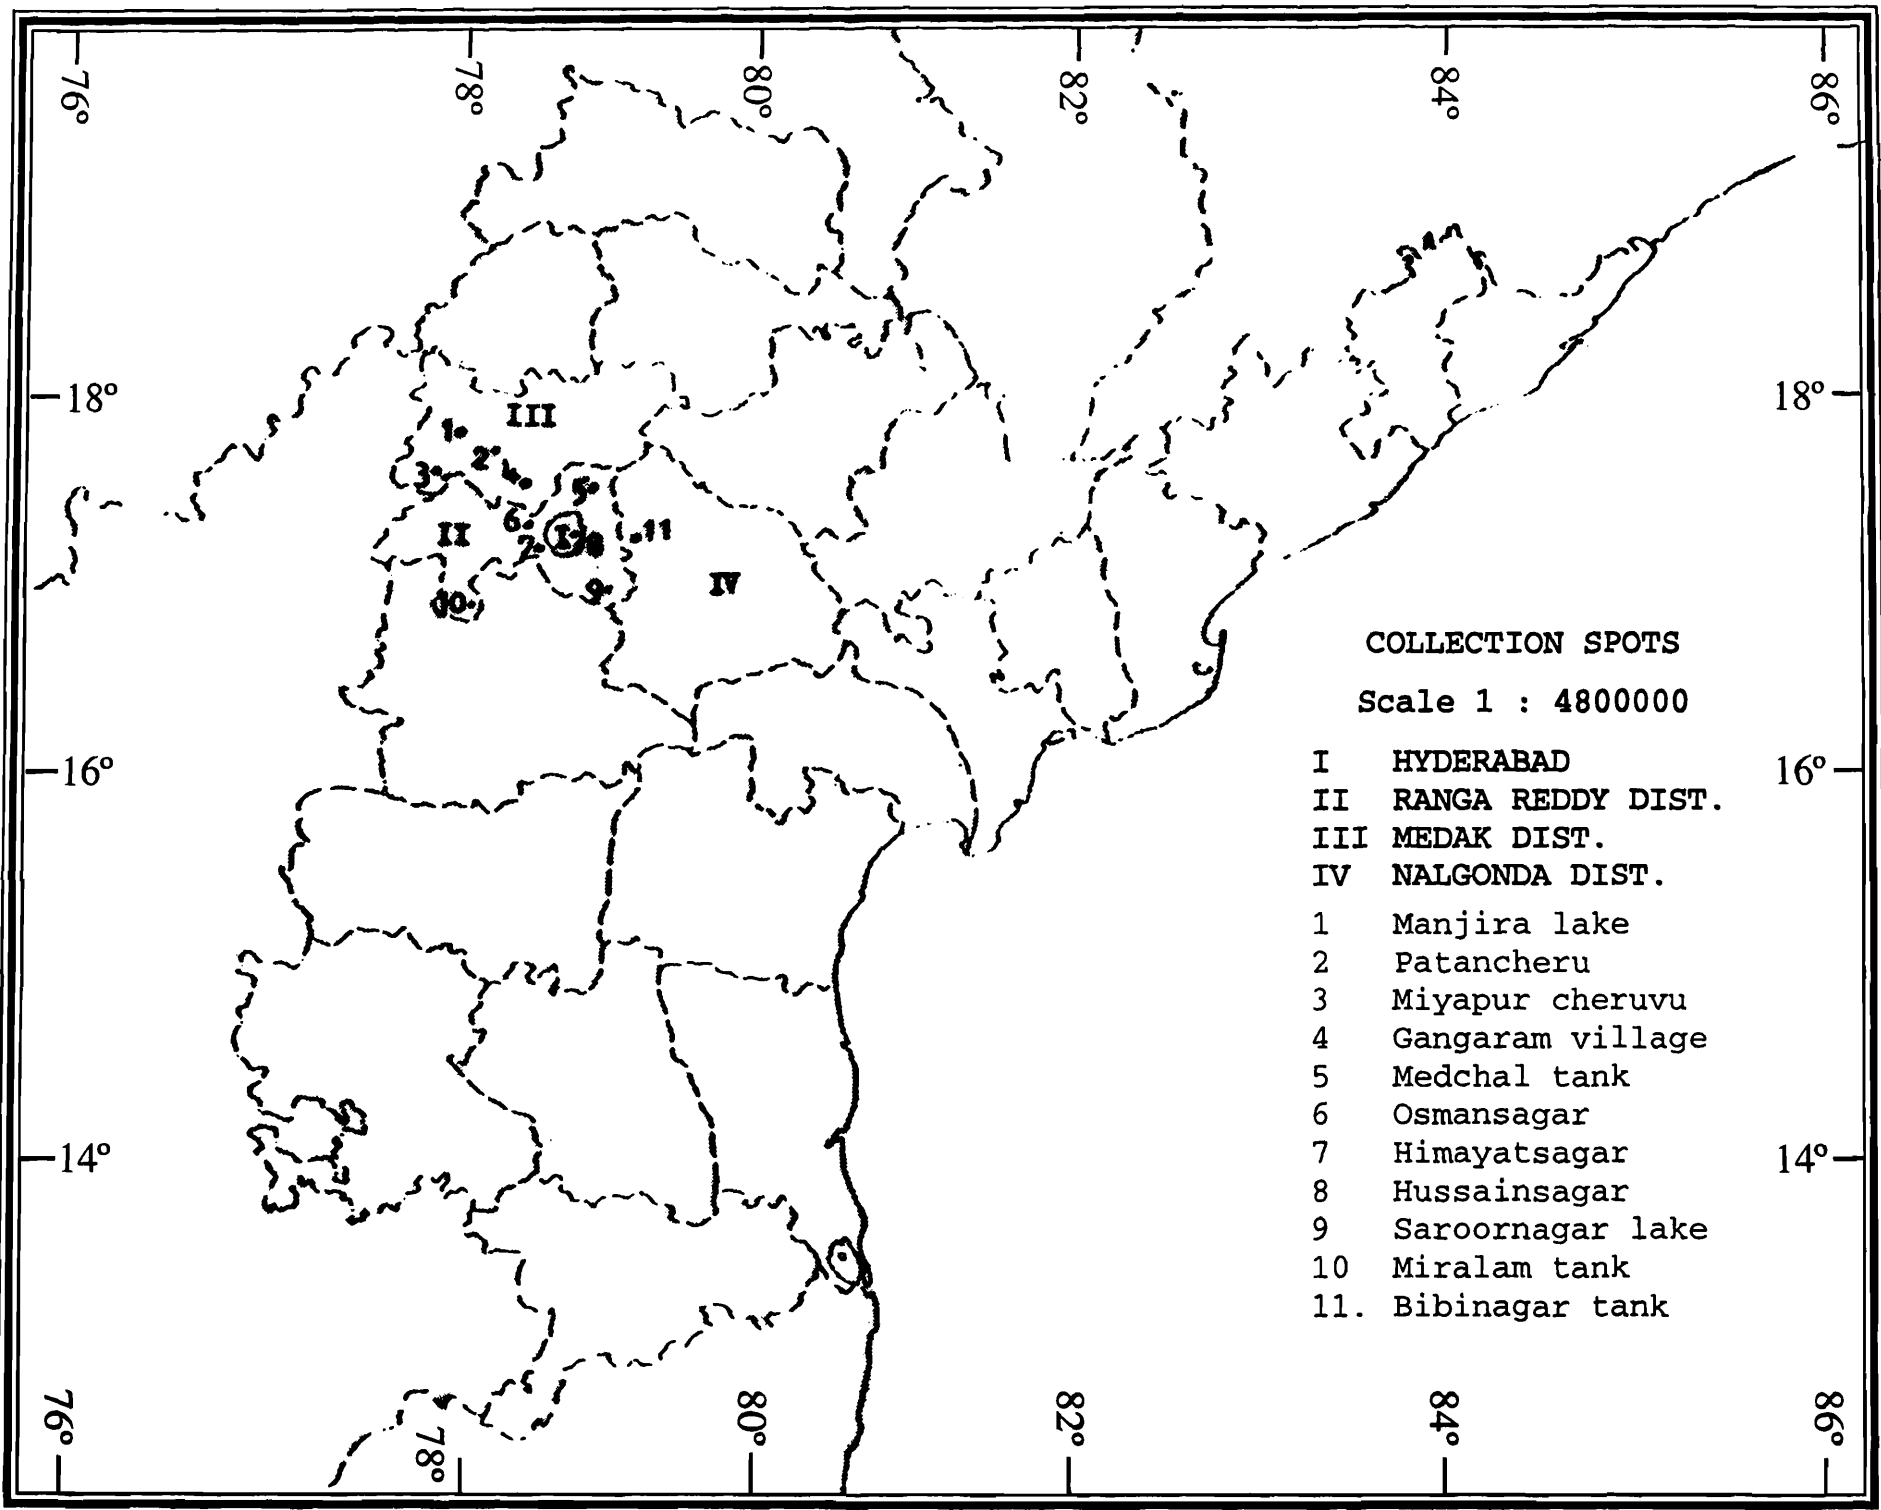 76° 78° 80° 82° 84° 86°
18° 18°
III
1
2
3
4
5
II
6
I
8
11
7
10
9
IV
COLLECTION SPOTS
Scale 1 : 4800000
16° 16°
I HYDERABAD
II RANGA REDDY DIST.
III MEDAK DIST.
IV NALGONDA DIST.
1 Manjira lake
2 Patancheru
3 Miyapur cheruvu
4 Gangaram village
5 Medchal tank
6 Osmansagar
7 Himayatsagar
8 Hussainsagar
9 Saroornagar lake
10 Miralam tank
11. Bibinagar tank
14° 14°
76° 78° 80° 82° 84° 86°